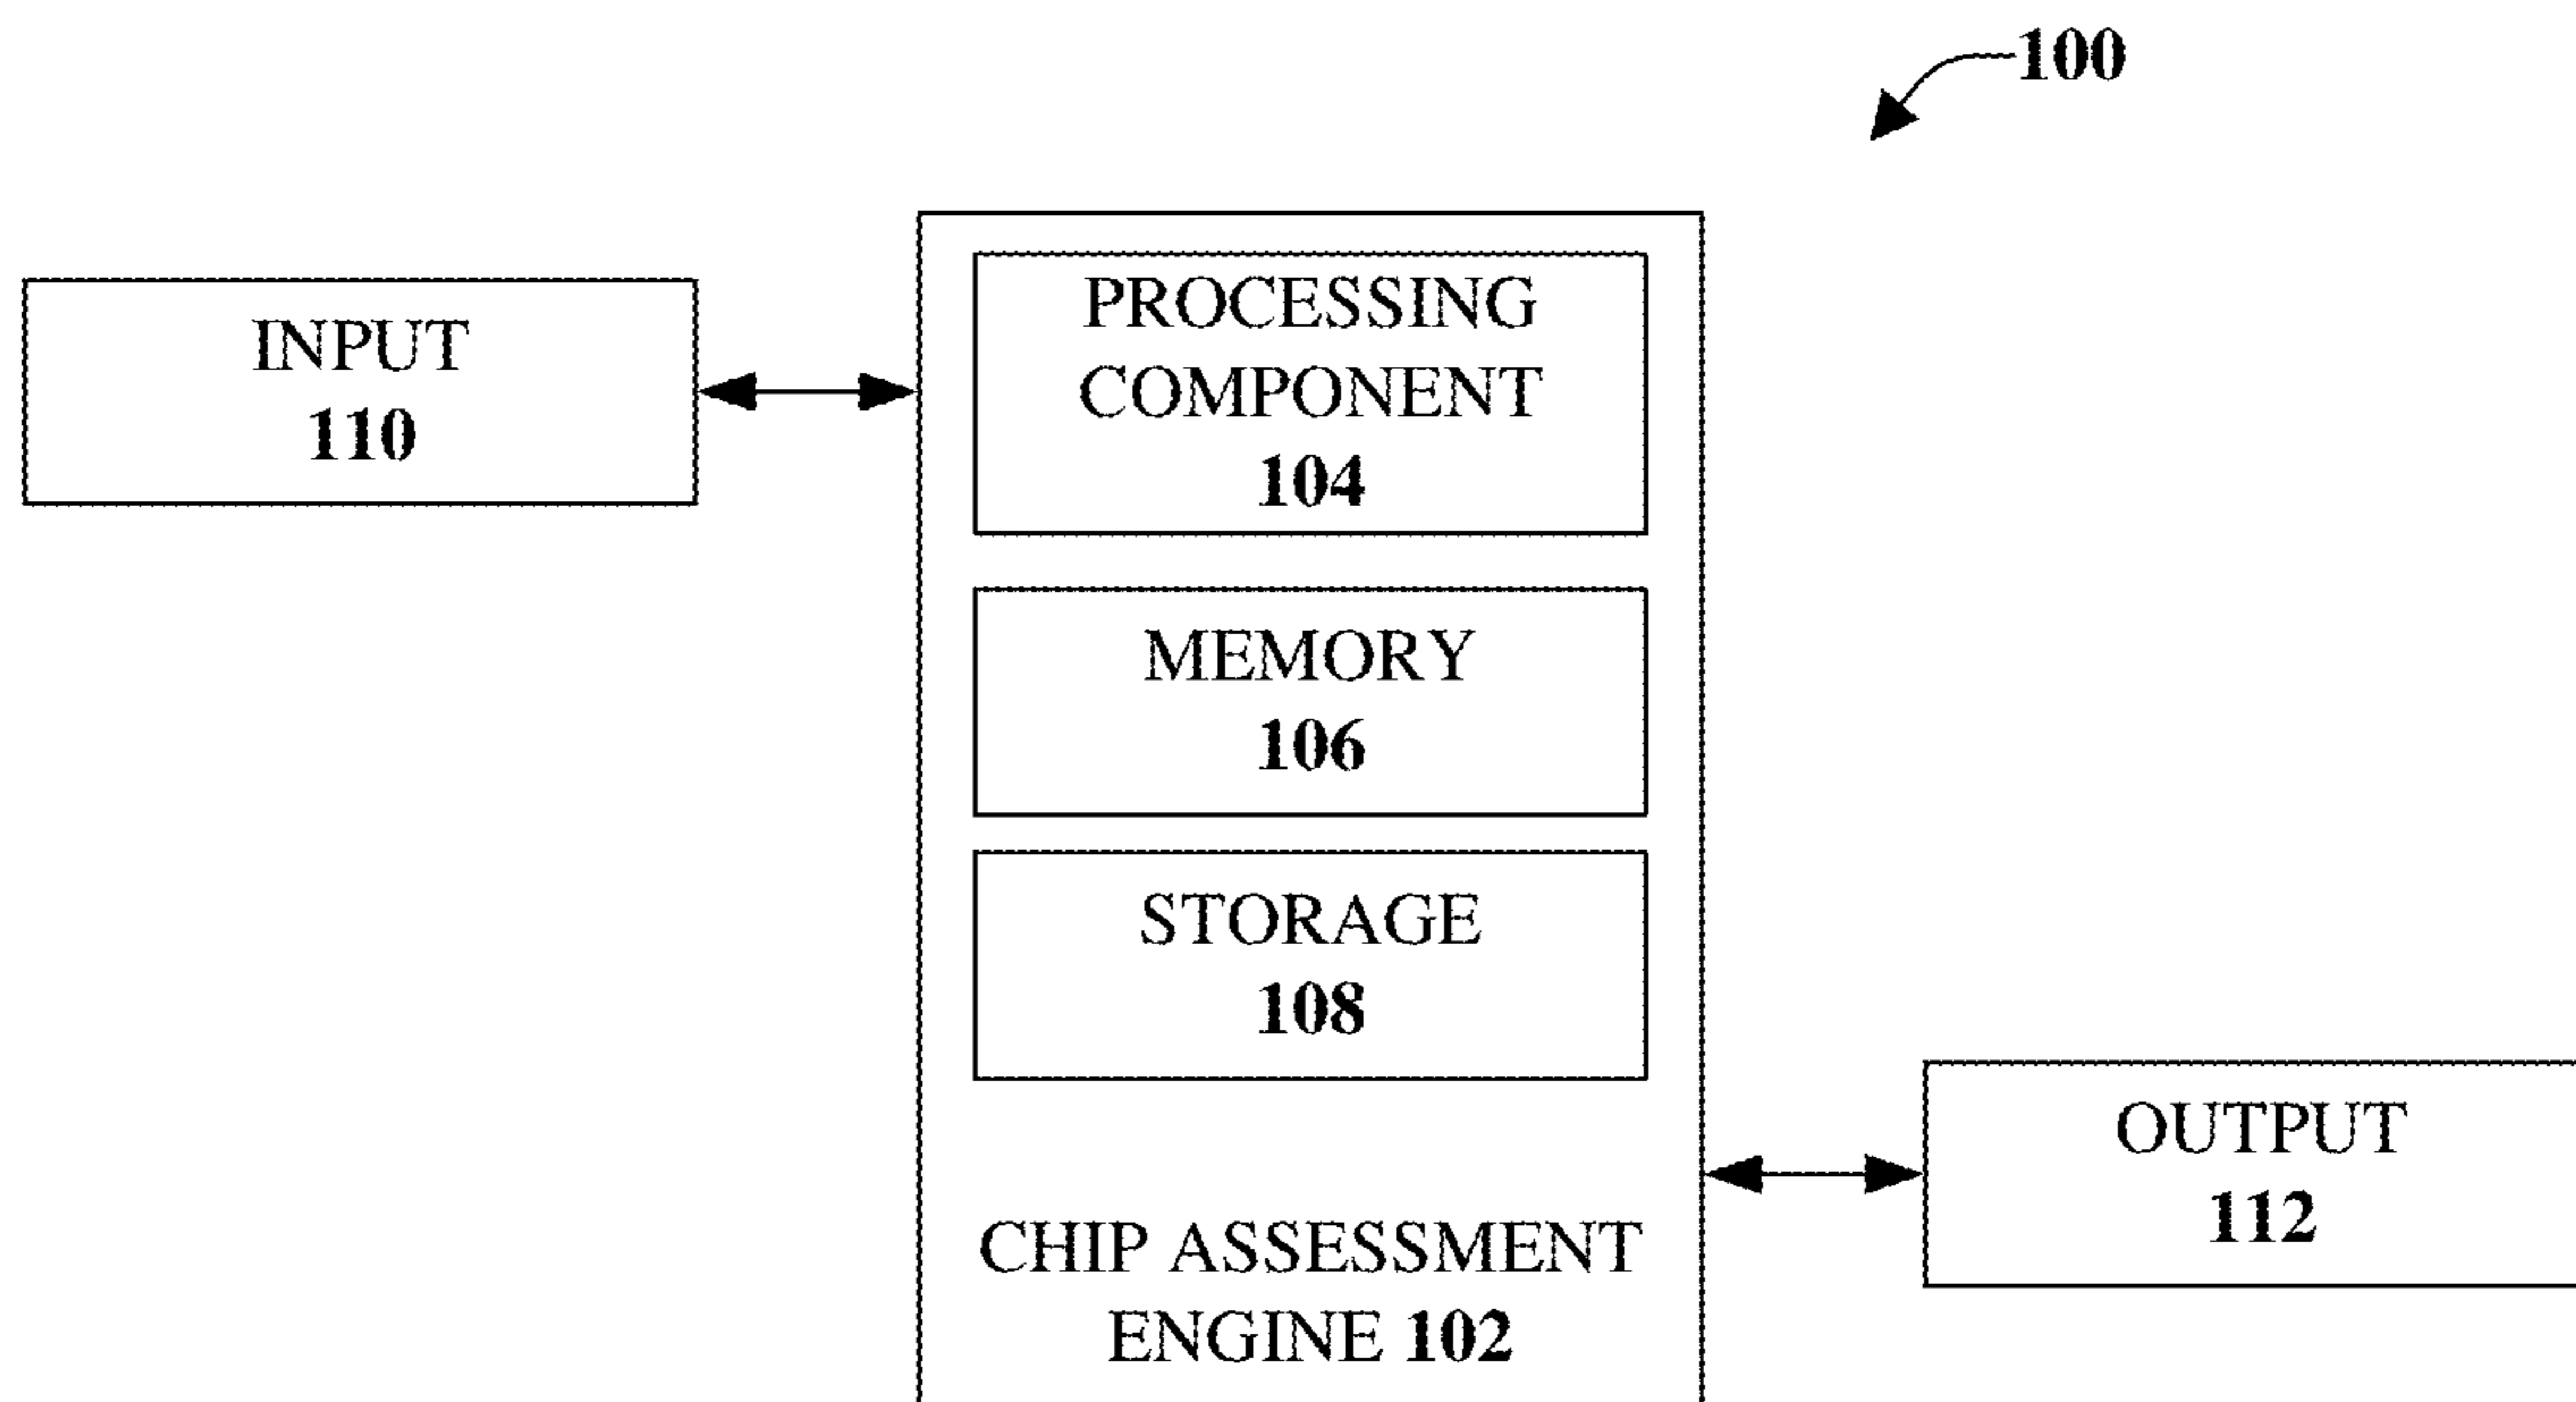 100
INPUT
110
PROCESSING
COMPONENT
104
MEMORY
106
STORAGE
108
CHIP ASSESSMENT
ENGINE 102
OUTPUT
112